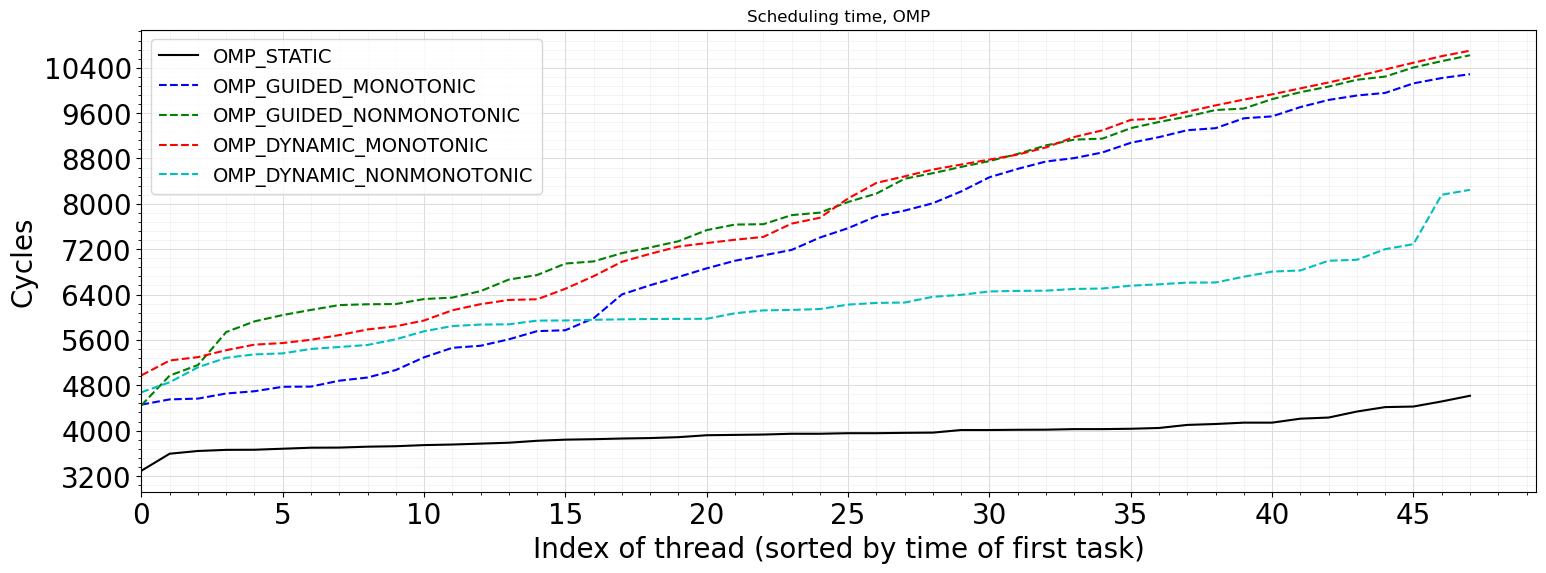 Scheduling time, OMP
OMP_STATIC
OMP_GUIDED_MONOTONIC
OMP_GUIDED_NONMONOTONIC
OMP_DYNAMIC_MONOTONIC
OMP_DYNAMIC_NONMONOTONIC
Cycles
10400
9600
8800
8000
7200
6400
5600
4800
4000
3200
0 5 10 15 20 25 30 35 40 45
Index of thread (sorted by time of first task)